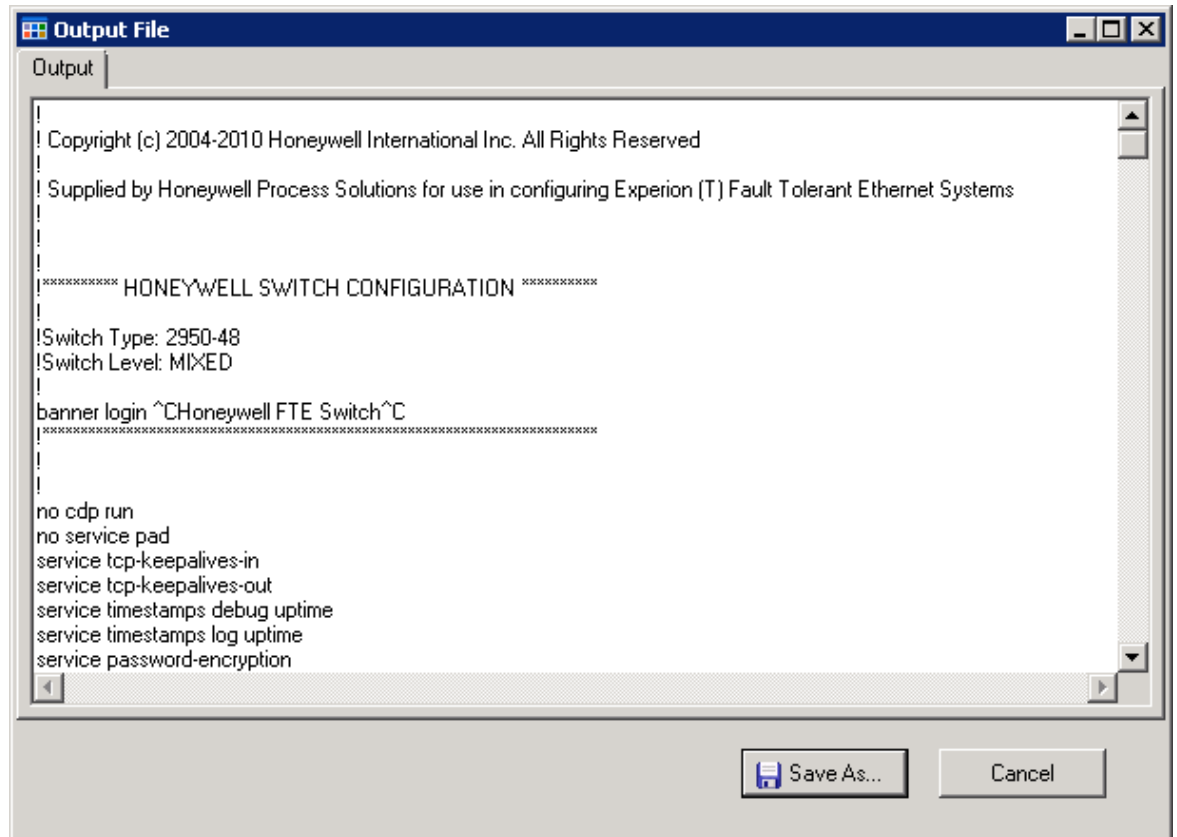 Output File
Output
!
! Copyright (c) 2004-2010 Honeywell International Inc. All Rights Reserved
!
! Supplied by Honeywell Process Solutions for use in configuring Experion (T) Fault Tolerant Ethernet Systems
!
!
!
!********** HONEYWELL SWITCH CONFIGURATION **********
!
!Switch Type: 2950-48
!Switch Level: MIXED
!
banner login ^CHoneywell FTE Switch^C
!*************************************************************************
!
!
!
no cdp run
no service pad
service tcp-keepalives-in
service tcp-keepalives-out
service timestamps debug uptime
service timestamps log uptime
service password-encryption
Save As...
Cancel